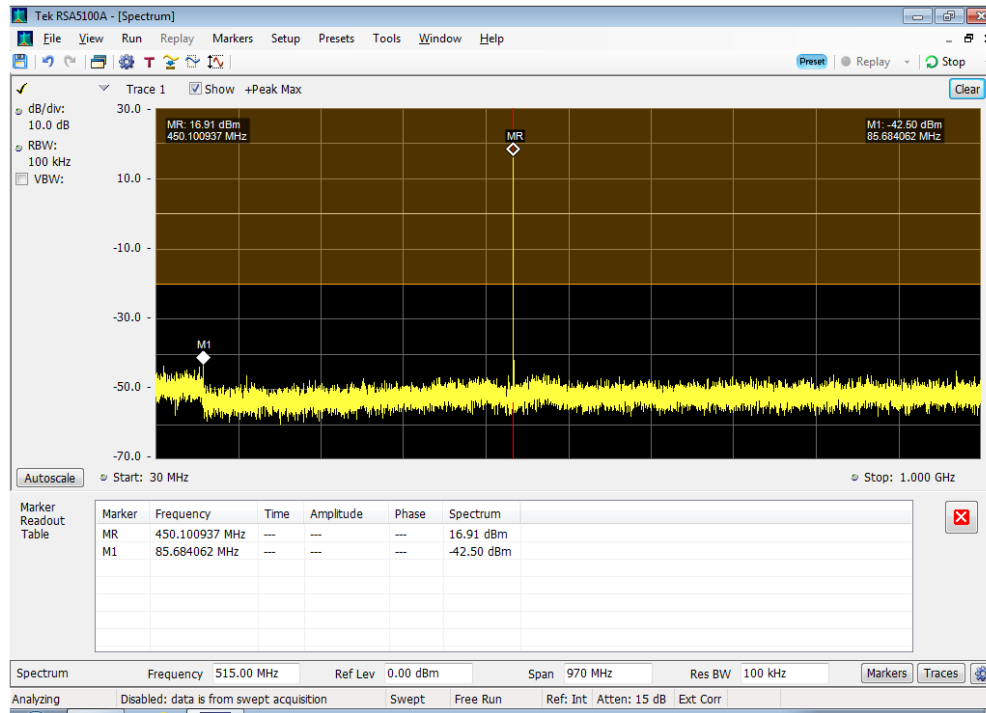 Tek RSA5100A - [Spectrum]
File View Run Replay Markers Setup Presets Tools Window Help
T Preset Replay Stop
Trace 1 Show +Peak Max Clear
dB/div:
10.0 dB
RBW:
100 kHz
VBW:
30.0
10.0
-10.0
-30.0
-50.0
-70.0
MR: 16.91 dBm
450.100937 MHz
MR
M1: -42.50 dBm
85.684062 MHz
M1
Autoscale Start: 30 MHz Stop: 1.000 GHz
Marker
Readout
Table
Marker Frequency Time Amplitude Phase Spectrum
MR 450.100937 MHz --- --- --- 16.91 dBm
M1 85.684062 MHz --- --- --- -42.50 dBm
Spectrum Frequency 515.00 MHz Ref Lev 0.00 dBm Span 970 MHz Res BW 100 kHz Markers Traces
Analyzing Disabled: data is from swept acquisition Swept Free Run Ref: Int Atten: 15 dB Ext Corr